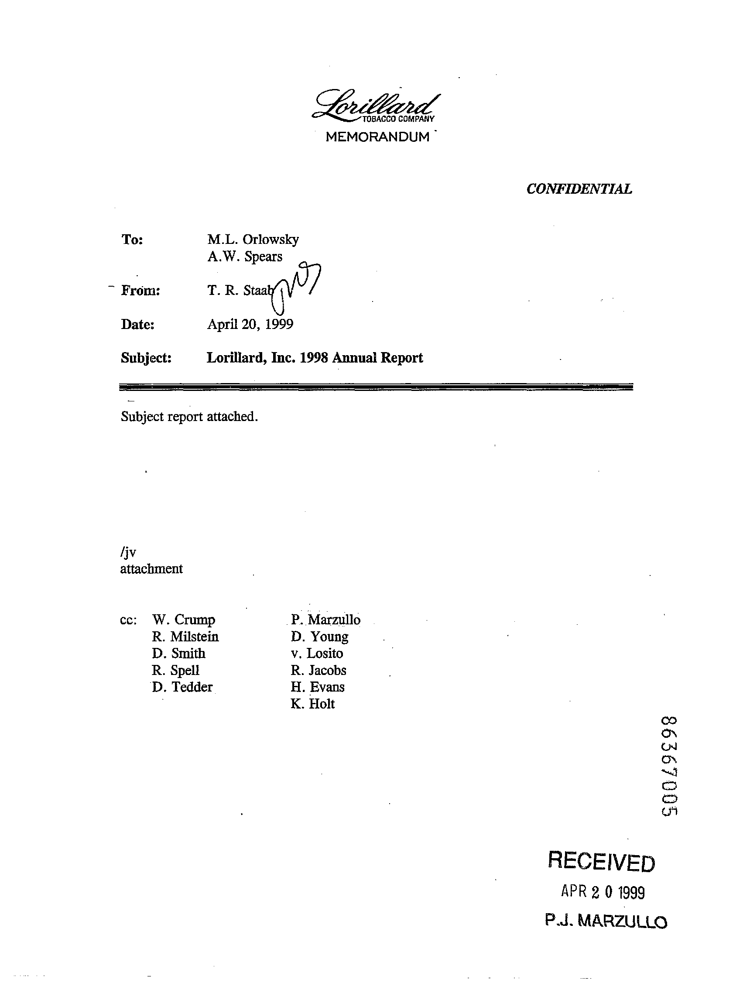 Lorillard
TOBACCO COMPANY
MEMORANDUM
CONFIDENTIAL
To: M.L. Orlowsky
A.W. Spears
From: T. R. Staab
Date: April 20, 1999
Subject: Lorillard, Inc. 1998 Annual Report
Subject report attached.
/jv
attachment
cc: W. Crump P. Marzullo
R. Milstein D. Young
D. Smith v. Losito
R. Spell R. Jacobs
D. Tedder H. Evans
K. Holt
86367005
RECEIVED
APR 20 1999
P.J. MARZULLO